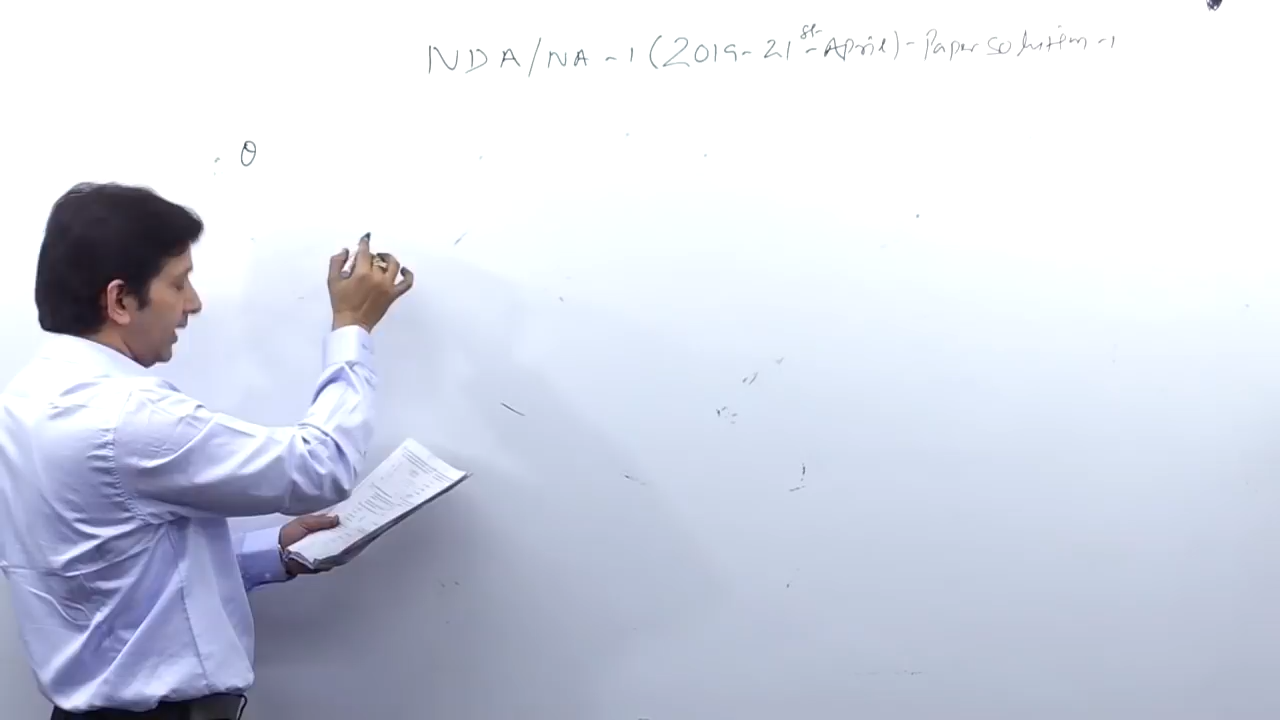 NDA/NA-1 (2019-21st-April)-Paper solution-1
θ